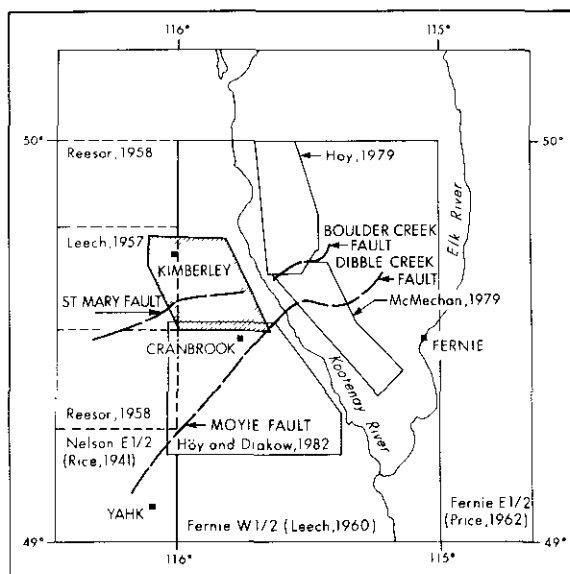 116°
115°
50°
50°
Reesor, 1958
Hoy, 1979
Elk River
BOULDER CREEK
FAULT
Leech, 1957
DIBBLE CREEK
FAULT
KIMBERLEY
McMechan, 1979
ST MARY FAULT
CRANBROOK
FERNIE
Kootenay
River
Reesor, 1958
MOYIE FAULT
Nelson E1/2
(Rice, 1941)
Höy and Diakow, 1982
YAHK
Fernie W1/2 (Leech, 1960)
Fernie E1/2
(Price, 1962)
49°
49°
116°
115°